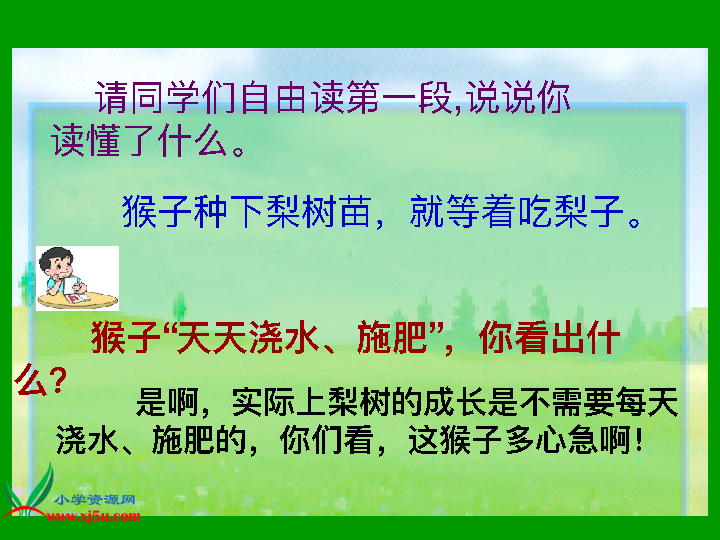 请同学们自由读第一段,说说你
读懂了什么。
猴子种下梨树苗，就等着吃梨子。
猴子“天天浇水、施肥”，你看出什
么？
是啊，实际上梨树的成长是不需要每天
浇水、施肥的，你们看，这猴子多心急啊！
小学资源网
www.xj5u.com